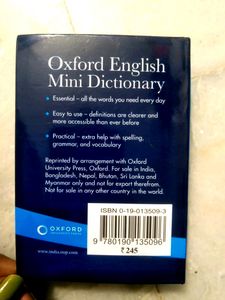 Oxford English
Mini Dictionary
• Essential – all the words you need every day
• Easy to use – definitions are clearer and
more accessible than ever before
• Practical – extra help with spelling,
grammar, and vocabulary
Reprinted by arrangement with Oxford
University Press, Oxford. For sale in India,
Bangladesh, Nepal, Bhutan, Sri Lanka and
Myanmar only and not for export therefrom.
Not for sale in any other country in the world.
ISBN 0-19-013509-3
9 780190 135096
₹ 245
OXFORD
UNIVERSITY PRESS
www.india.oup.com